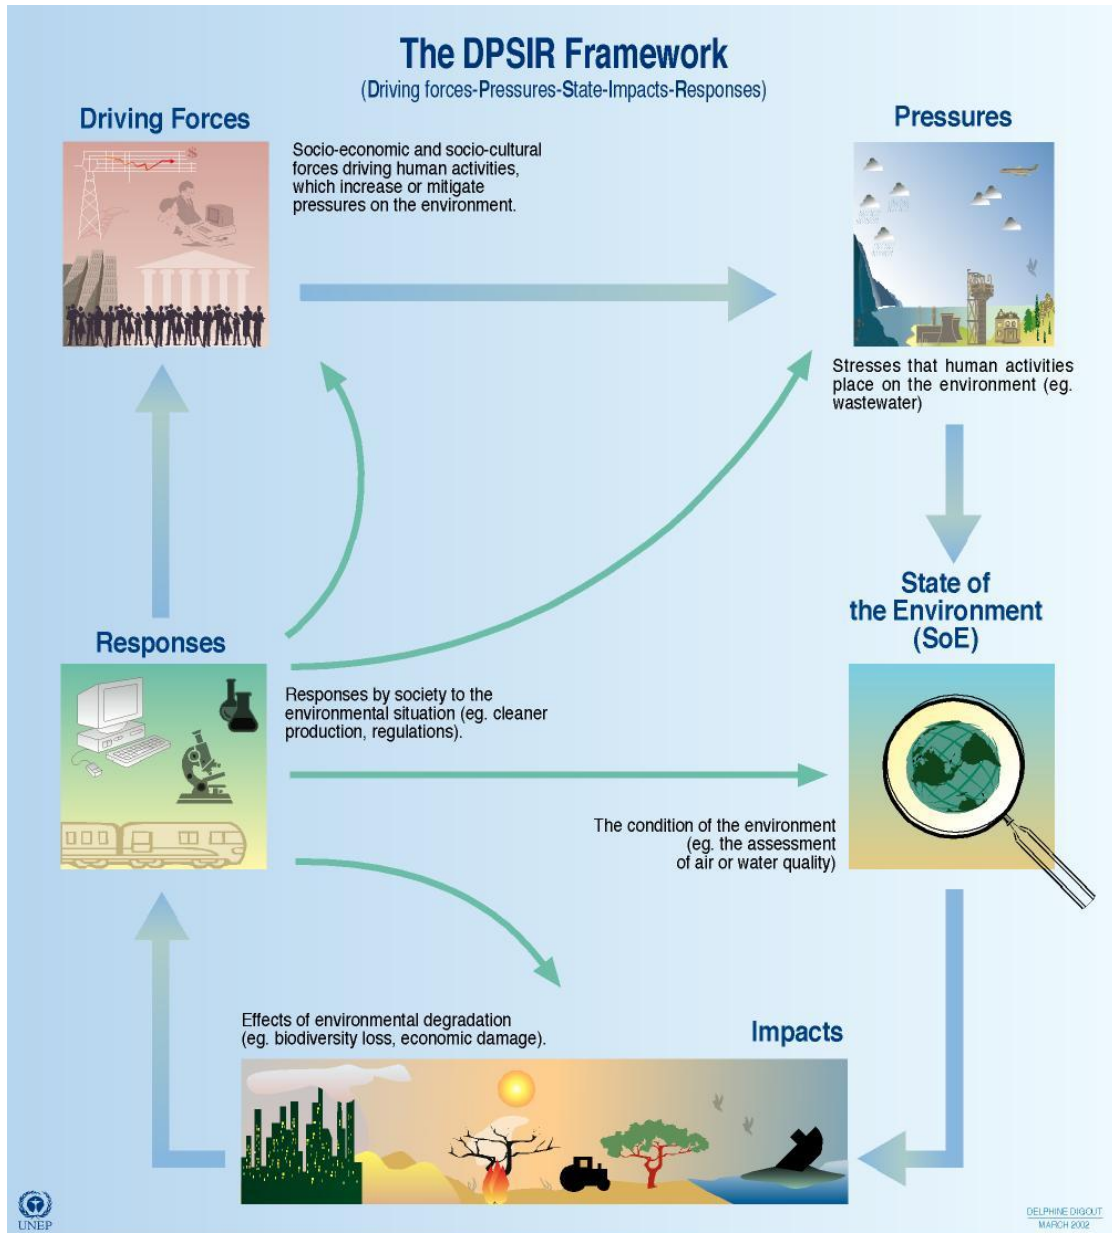 The DPSIR Framework
(Driving forces-Pressures-State-Impacts-Responses)
Driving Forces
Socio-economic and socio-cultural
forces driving human activities,
which increase or mitigate
pressures on the environment.
Pressures
Stresses that human activities
place on the environment (eg.
wastewater)
State of
the Environment
(SoE)
Responses
Responses by society to the
environmental situation (eg. cleaner
production, regulations).
The condition of the environment
(eg. the assessment
of air or water quality)
Effects of environmental degradation
(eg. biodiversity loss, economic damage).
Impacts
UNEP
DELPHINE DIGOUT
MARCH 2002